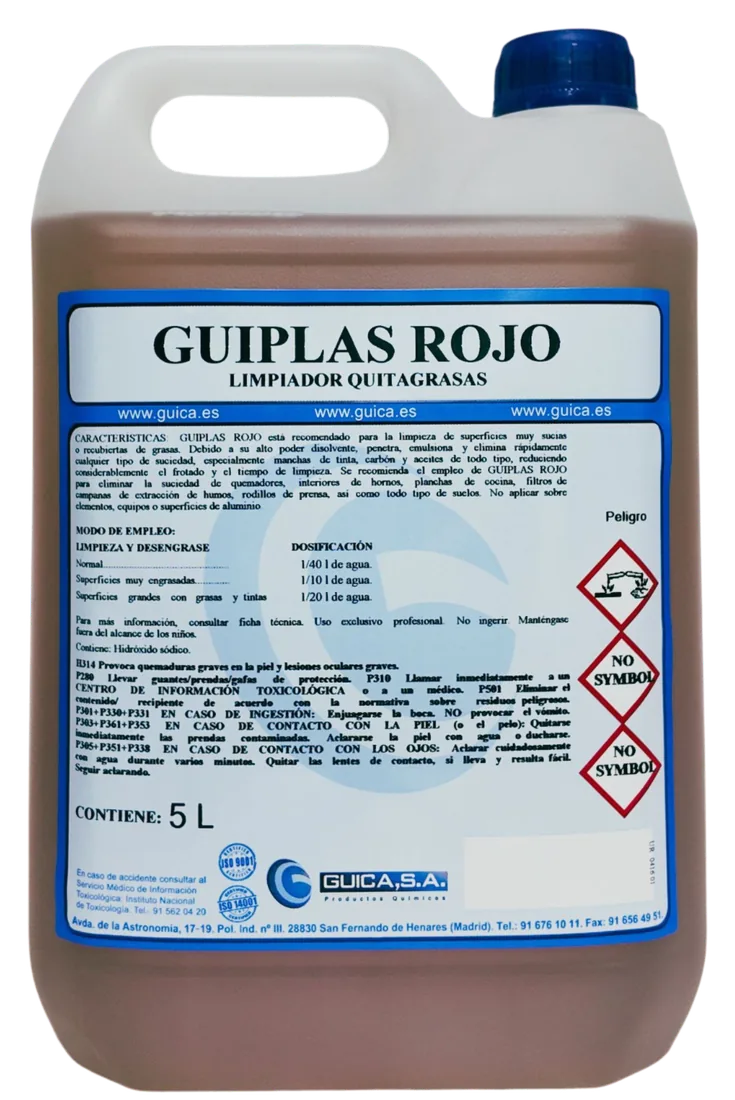 GUIPLAS ROJO
LIMPIADOR QUITAGRASAS
www.guica.es www.guica.es www.guica.es
CARACTERISTICAS: GUIPLAS ROJO está recomendado para la limpieza de superficies muy sucias
o recubiertas de grasas. Debido a su alto poder disolvente, penetra, emulsiona y elimina rápidamente
cualquier tipo de suciedad, especialmente manchas de tinta, carbón y aceites de todo tipo, reduciendo
considerablemente el frotado y el tiempo de limpieza. Se recomienda el empleo de GUIPLAS ROJO
para eliminar la suciedad de quemadores, interiores de hornos, planchas de cocina, filtros de
campanas de extracción de humos, rodillos de prensa, asi como todo tipo de suelos. No aplicar sobre
elementos, equipos o superficies de aluminio.
Peligro
MODO DE EMPLEO:
LIMPIEZA Y DESENGRASE DOSIFICACIÓN
Normal 1/40 l de agua.
Superficies muy engrasadas 1/10 l de agua.
Superficies grandes con grasas y tintas 1/20 l de agua.
Para más información, consultar ficha técnica. Uso exclusivo profesional. No ingerir. Manténgase
fuera del alcance de los niños.
Contiene: Hidróxido sódico.
H314 Provoca quemaduras graves en la piel y lesiones oculares graves.
P280 Llevar guantes/prendas/gafas de protección. P310 Llamar inmediatamente a un
CENTRO DE INFORMACIÓN TOXICOLÓGICA o a un médico. P501 Eliminar el
contenido/ recipiente de acuerdo con la normativa sobre residuos peligrosos.
P301+P330+P331 EN CASO DE INGESTIÓN: Enjuagarse la boca. NO provocar el vómito.
P303+P361+P353 EN CASO DE CONTACTO CON LA PIEL (o el pelo): Quitarse
inmediatamente las prendas contaminadas. Aclararse la piel con agua o ducharse.
P305+P351+P338 EN CASO DE CONTACTO CON LOS OJOS: Aclarar cuidadosamente
con agua durante varios minutos. Quitar las lentes de contacto, si lleva y resulta fácil.
Seguir aclarando.
NO
SYMBOL
NO
SYMBOL
CONTIENE: 5 L
En caso de accidente consultar al
Servicio Médico de Información
Toxicológica: Instituto Nacional
de Toxicología. Tel.- 91 562 04 20
CERTIFIED
ISO 9001
CERTIFIED
ISO 14001
CERTIFIED
GUICA,S.A.
Productos Químicos
Avda. de la Astronomía, 17-19. Pol. Ind. nº III. 28830 San Fernando de Henares (Madrid). Tel.: 91 676 10 11. Fax: 91 656 49 51.